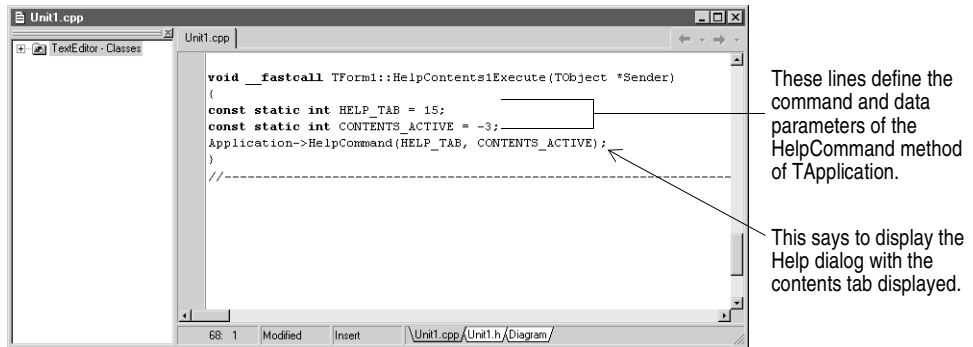 Unit1.cpp
TextEditor - Classes
Unit1.cpp
void __fastcall TForm1::HelpContents1Execute(TObject *Sender)
{
const static int HELP_TAB = 15;
const static int CONTENTS_ACTIVE = -3;
Application->HelpCommand(HELP_TAB, CONTENTS_ACTIVE);
}
//------------------------------------------------------------------
68: 1 Modified Insert Unit1.cpp Unit1.h Diagram
These lines define the
command and data
parameters of the
HelpCommand method
of TApplication.
This says to display the
Help dialog with the
contents tab displayed.